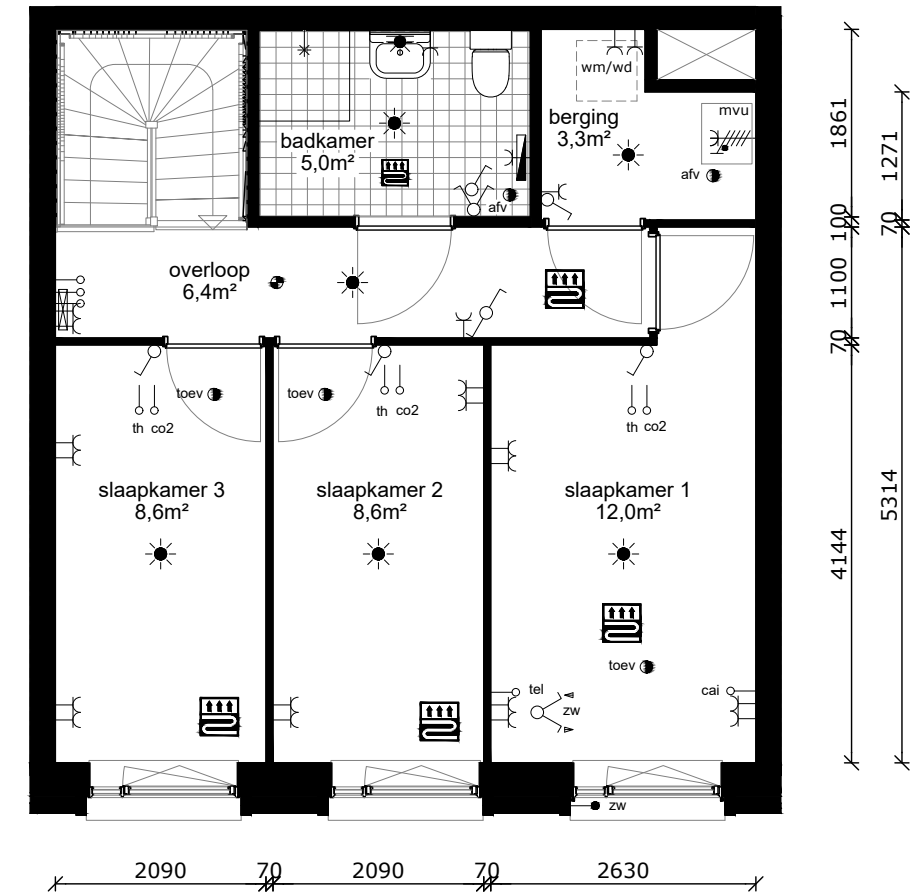 wm/wd
mvu
berging
3,3m²
badkamer
5,0m²
afv
afv
overloop
6,4m²
toev
toev
th co2
th co2
th co2
slaapkamer 3
8,6m²
slaapkamer 2
8,6m²
slaapkamer 1
12,0m²
toev
tel
zw
cai
zw
1861
100
1100
70
4144
1271
70
5314
2090
70
2090
70
2630